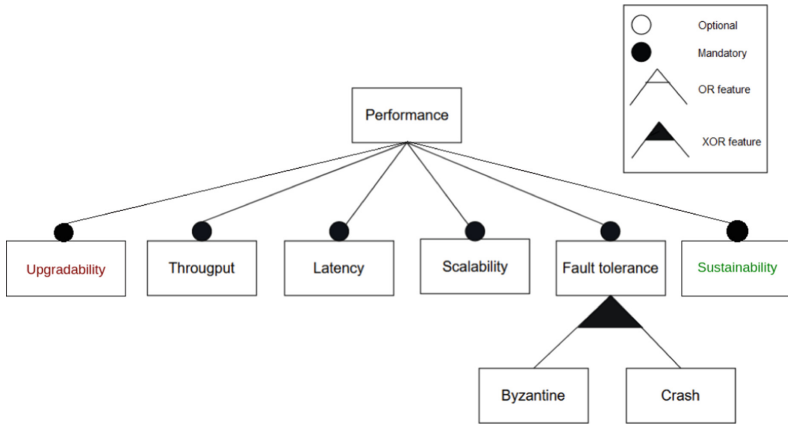 Optional
Mandatory
OR feature
XOR feature
Performance
Upgradability
Througput
Latency
Scalability
Fault tolerance
Sustainability
Byzantine
Crash